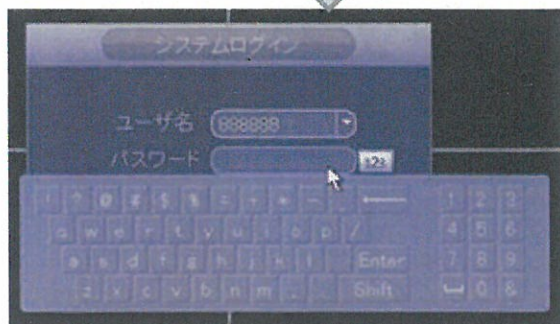 システムログイン
ユーザ名 888888
パスワード
1 2 3
q w e r t y u i o p / 4 5 6
a s d f g h j k l Enter 7 8 9
z x c v b n m Shift 0 &